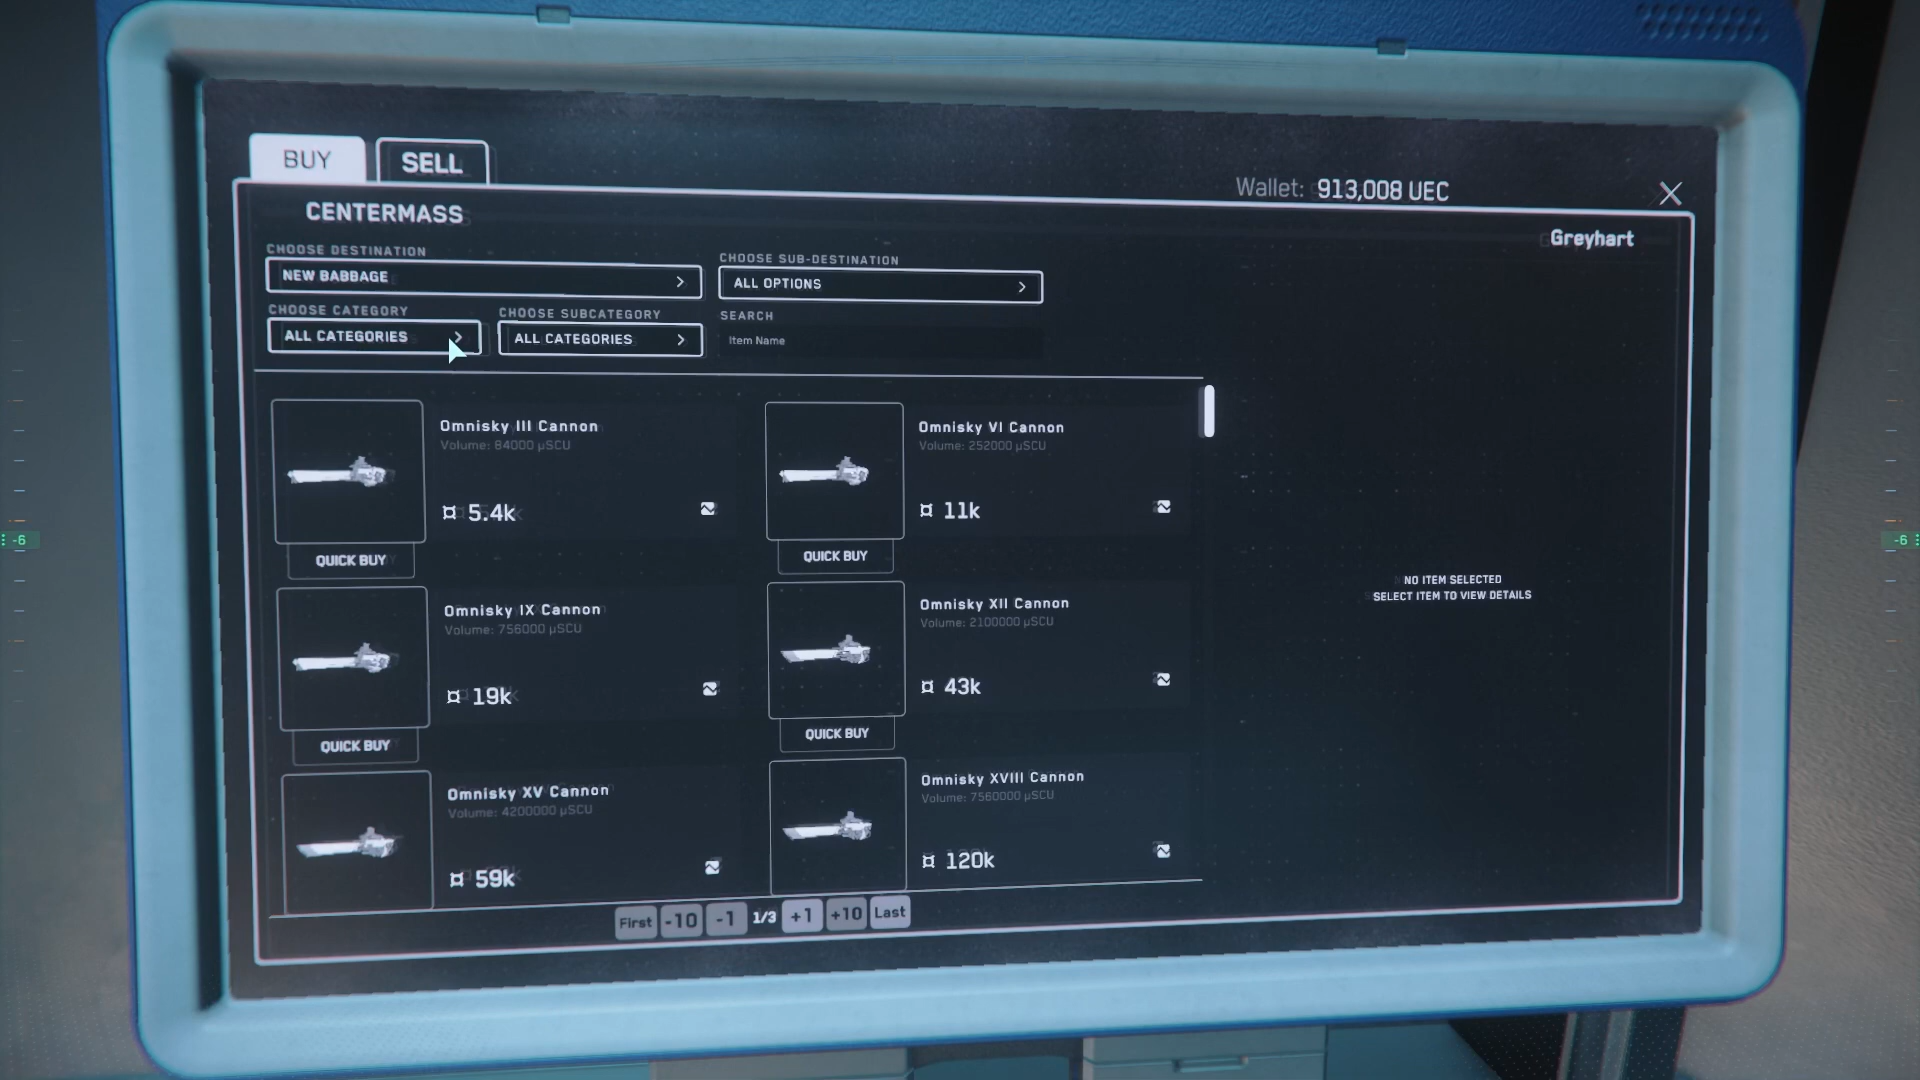 BUY
SELL
Wallet: 913,008 UEC
CENTERMASS
Greyhart
CHOOSE DESTINATION
NEW BABBAGE
CHOOSE SUB-DESTINATION
ALL OPTIONS
CHOOSE CATEGORY
ALL CATEGORIES
CHOOSE SUBCATEGORY
ALL CATEGORIES
SEARCH
Item Name
Omnisky III Cannon
Volume: 84000 µSCU
¤ 5.4k
QUICK BUY
Omnisky VI Cannon
Volume: 252000 µSCU
¤ 11k
QUICK BUY
Omnisky IX Cannon
Volume: 756000 µSCU
¤ 19k
QUICK BUY
Omnisky XII Cannon
Volume: 2100000 µSCU
¤ 43k
QUICK BUY
Omnisky XV Cannon
Volume: 4200000 µSCU
¤ 59k
Omnisky XVIII Cannon
Volume: 7560000 µSCU
¤ 120k
NO ITEM SELECTED
SELECT ITEM TO VIEW DETAILS
First -10 -1 1/3 +1 +10 Last
-6
-6